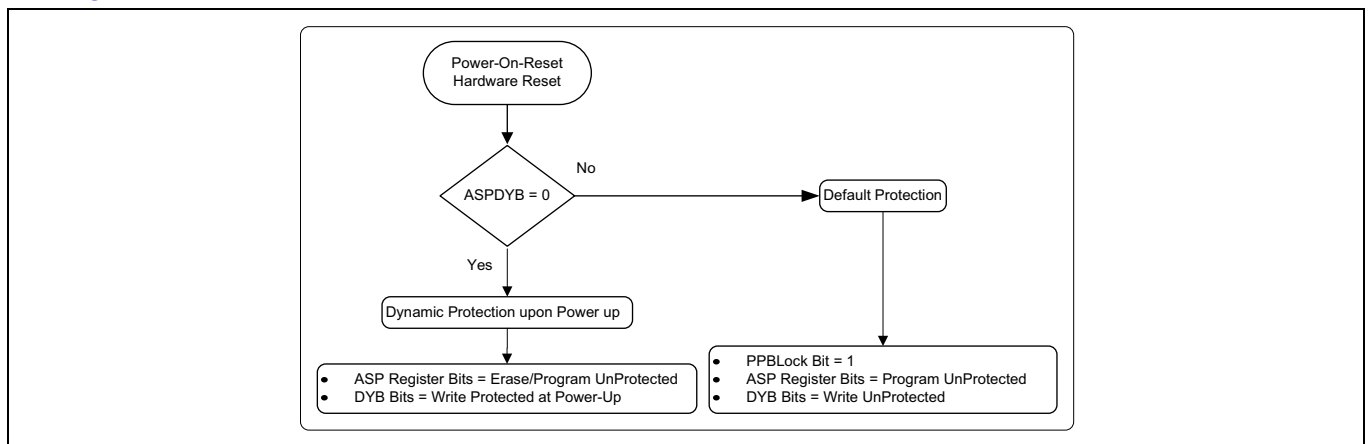 Power-On-Reset
Hardware Reset
No
ASPDYB = 0
Default Protection
Yes
Dynamic Protection upon Power up
• ASP Register Bits = Erase/Program UnProtected
• DYB Bits = Write Protected at Power-Up
• PPBLock Bit = 1
• ASP Register Bits = Program UnProtected
• DYB Bits = Write UnProtected